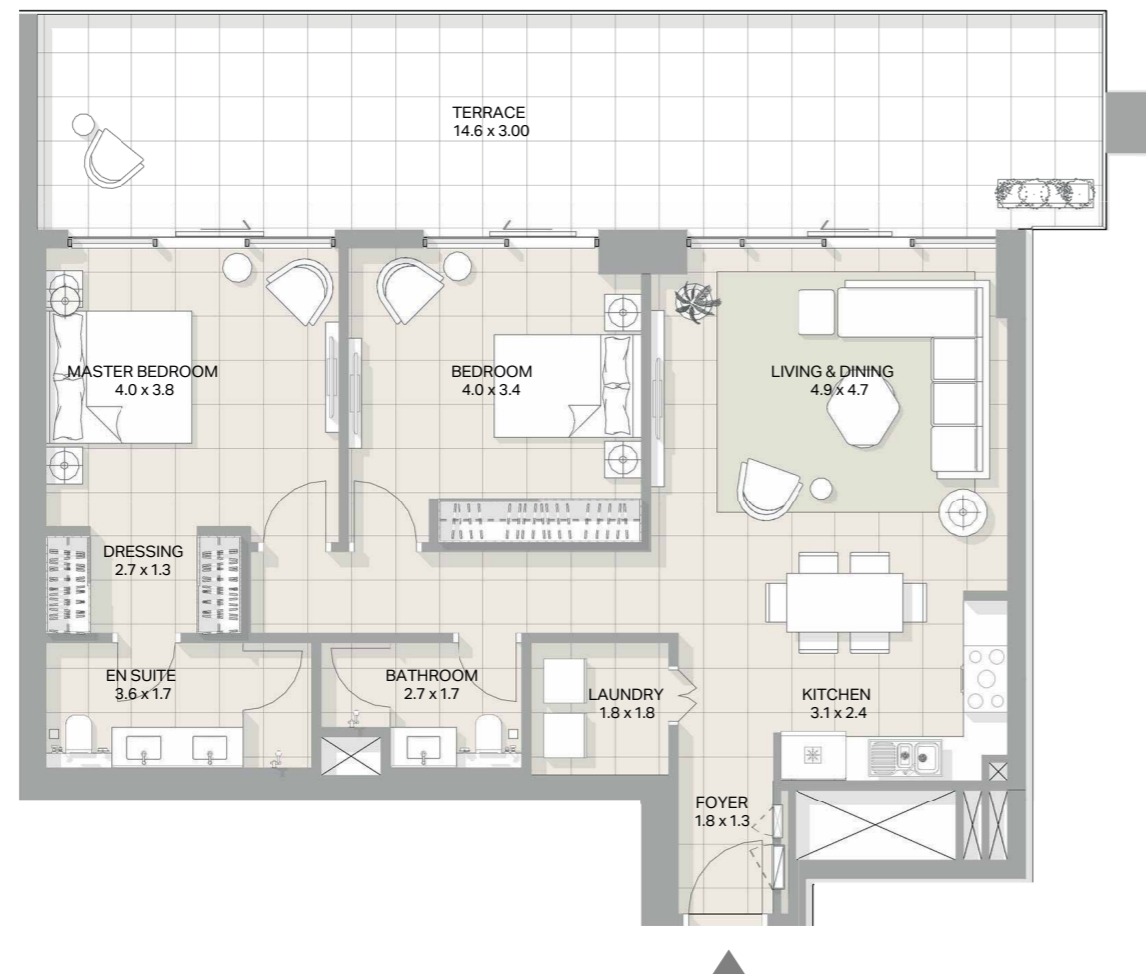 TERRACE
14.6 x 3.00
MASTER BEDROOM
4.0 x 3.8
BEDROOM
4.0 x 3.4
LIVING & DINING
4.9 x 4.7
DRESSING
2.7 x 1.3
EN SUITE
3.6 x 1.7
BATHROOM
2.7 x 1.7
LAUNDRY
1.8 x 1.8
KITCHEN
3.1 x 2.4
FOYER
1.8 x 1.3